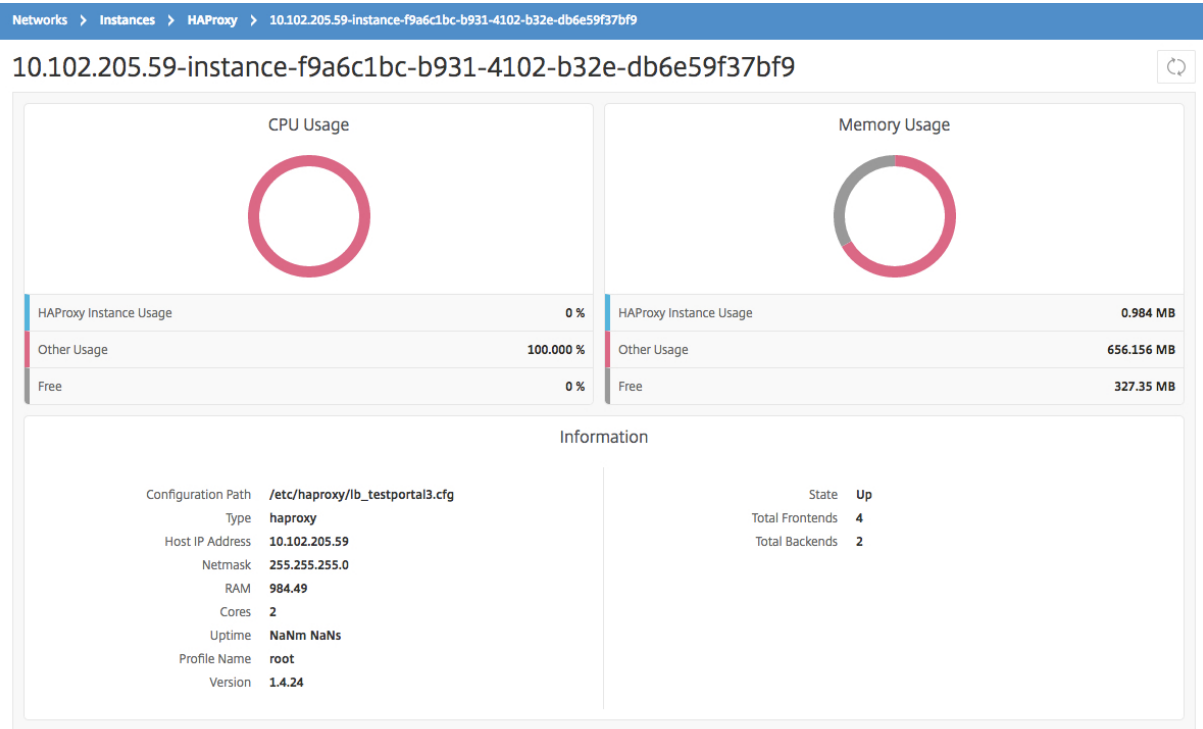 Networks > Instances > HAProxy > 10.102.205.59-instance-f9a6c1bc-b931-4102-b32e-db6e59f37bf9
10.102.205.59-instance-f9a6c1bc-b931-4102-b32e-db6e59f37bf9
CPU Usage
HAProxy Instance Usage 0 %
Other Usage 100.000 %
Free 0 %
Memory Usage
HAProxy Instance Usage 0.984 MB
Other Usage 656.156 MB
Free 327.35 MB
Information
Configuration Path /etc/haproxy/lb_testportal3.cfg
Type haproxy
Host IP Address 10.102.205.59
Netmask 255.255.255.0
RAM 984.49
Cores 2
Uptime NaNm NaNs
Profile Name root
Version 1.4.24
State Up
Total Frontends 4
Total Backends 2